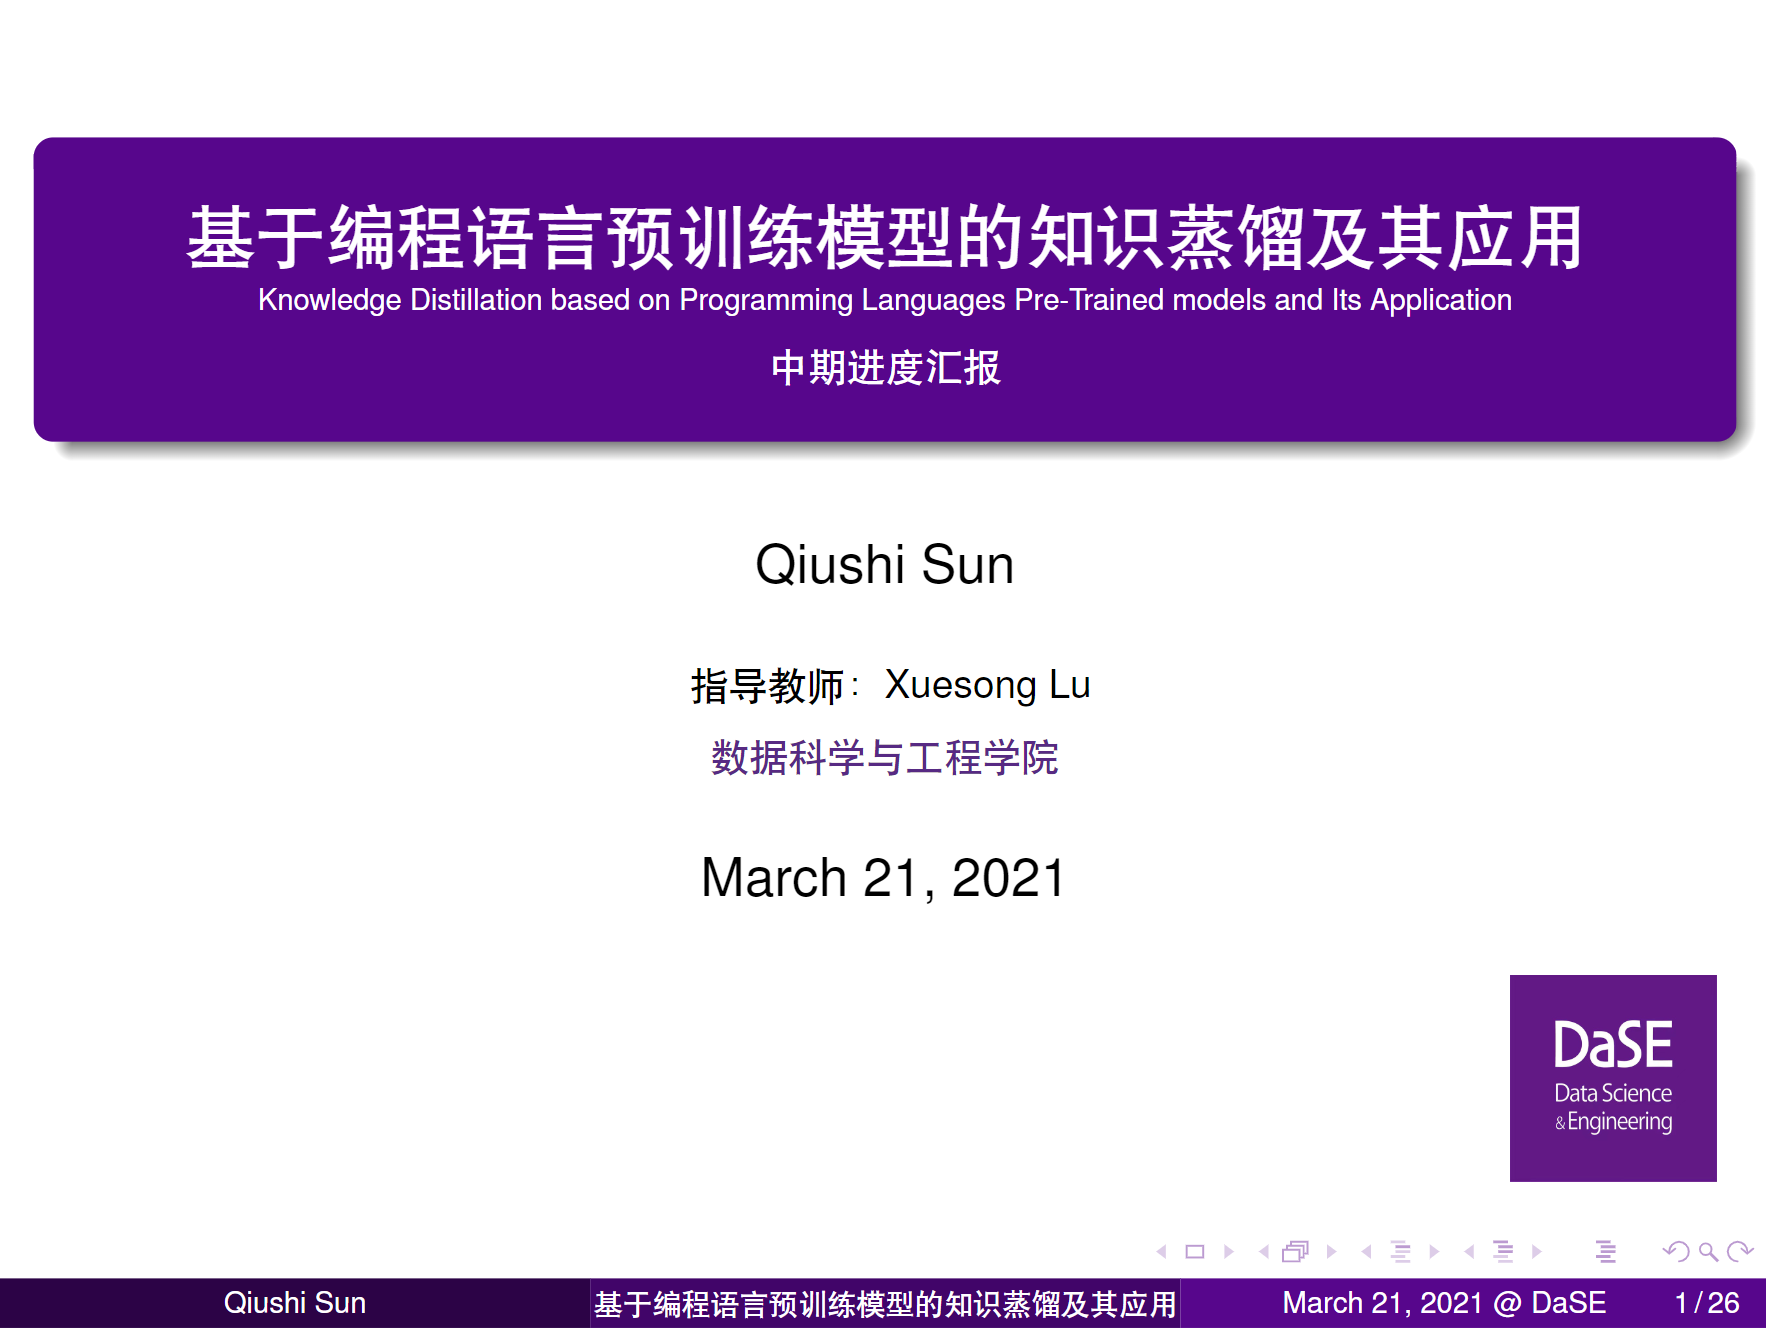 基于编程语言预训练模型的知识蒸馏及其应用
Knowledge Distillation based on Programming Languages Pre-Trained models and Its Application
中期进度汇报
Qiushi Sun
指导教师：Xuesong Lu
数据科学与工程学院
March 21, 2021
DaSE
Data Science
& Engineering
Qiushi Sun
基于编程语言预训练模型的知识蒸馏及其应用
March 21, 2021 @ DaSE
1 / 26